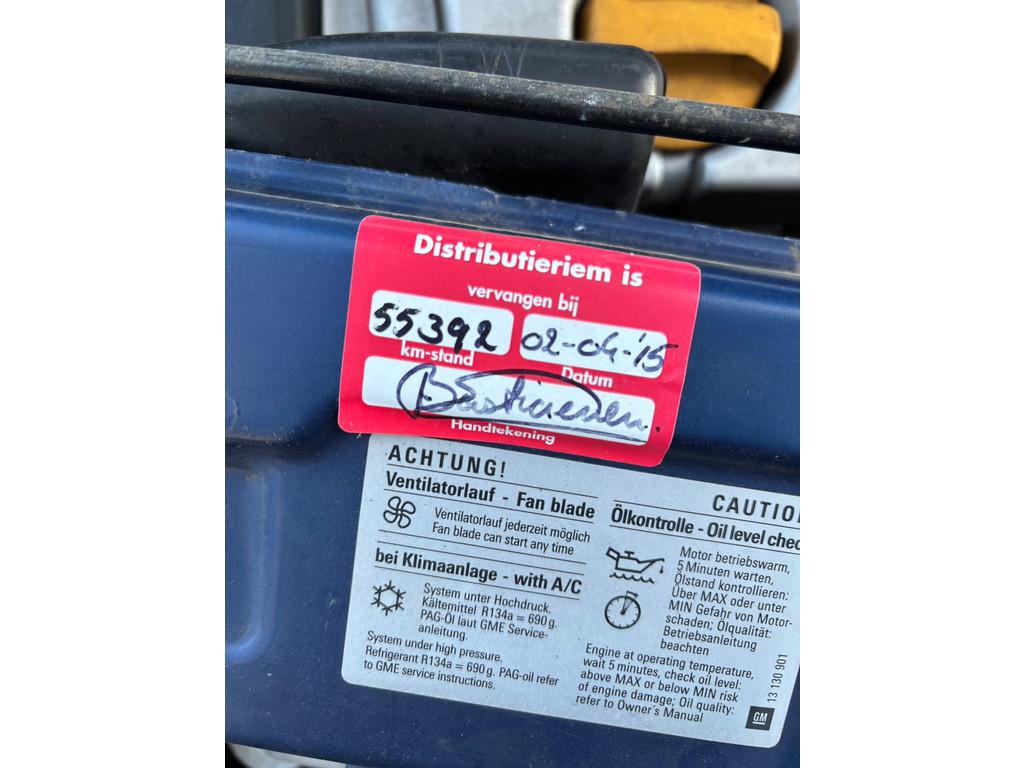 Distributieriem is
vervangen bij
55392 02-04-'15
km-stand Datum
Handtekening
ACHTUNG!
Ventilatorlauf - Fan blade
Ventilatorlauf jederzeit möglich
Fan blade can start any time
bei Klimaanlage - with A/C
System unter Hochdruck.
Kältemittel R134a = 690g.
PAG-Öl laut GME Service-
anleitung.
System under high pressure.
Refrigerant R134a = 690g. PAG-oil refer
to GME service instructions.
CAUTIO
Ölkontrolle - Oil level chec
Motor betriebswarm,
5 Minuten warten,
Ölstand kontrollieren:
Über MAX oder unter
MIN Gefahr von Motor-
schaden; Ölqualität:
Betriebsanleitung
beachten
Engine at operating temperature,
wait 5 minutes, check oil level:
above MAX or below MIN risk
of engine damage; Oil quality:
refer to Owner's Manual
GM
13 130 901